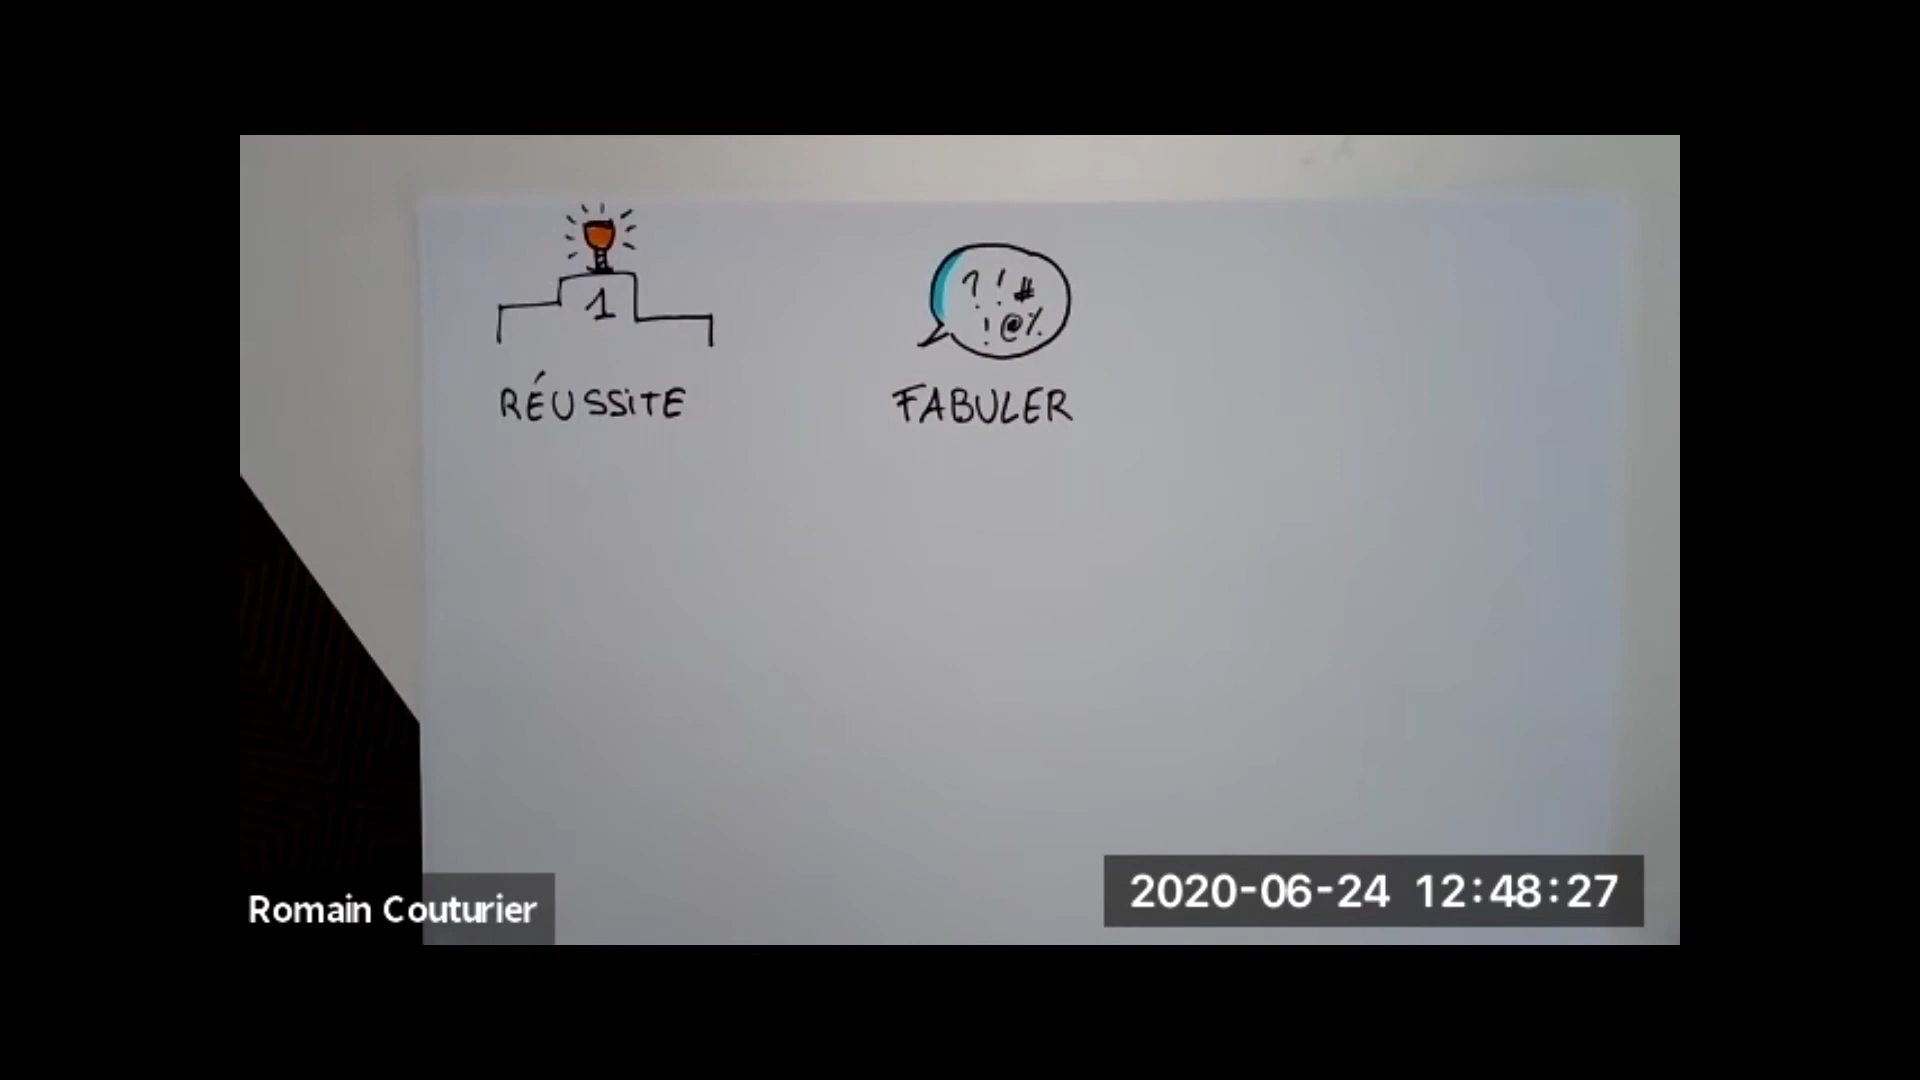 1
?!#
!@%
RÉUSSITE
FABULER
Romain Couturier
2020-06-24 12:48:27